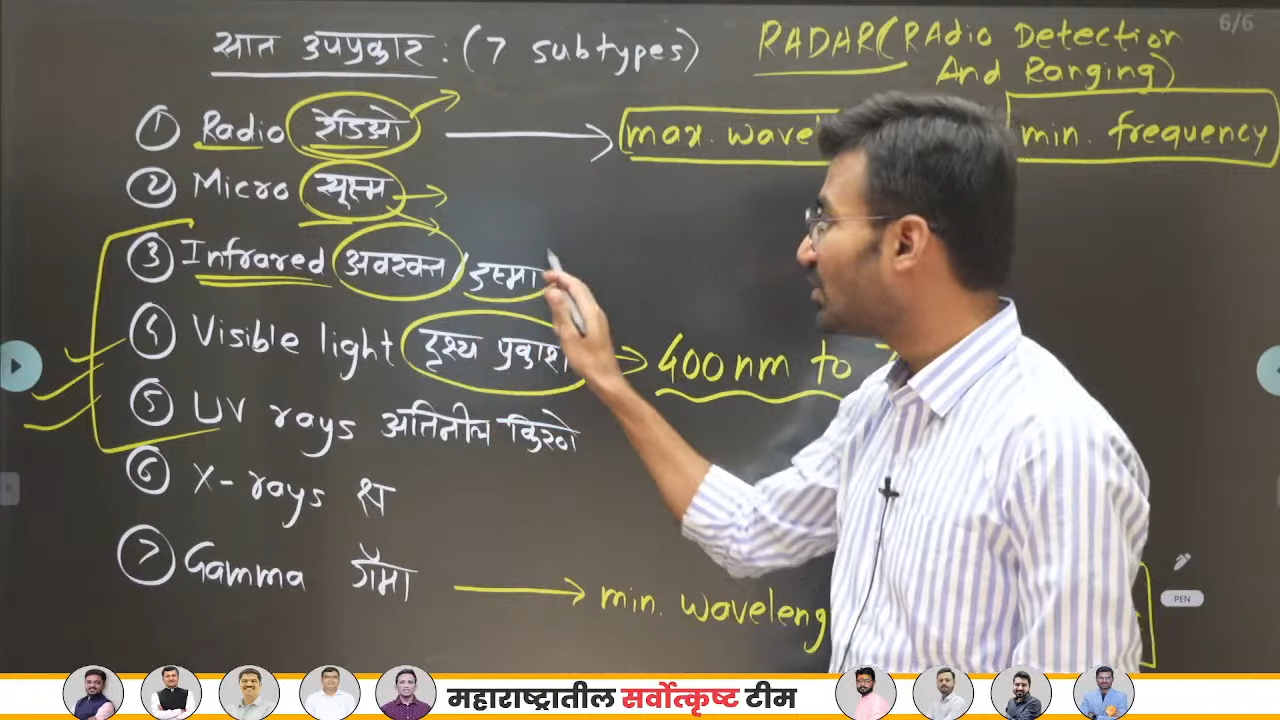 सात उपप्रकार : (7 subtypes)
RADAR (RAdio Detection
And Ranging)
6/6
① Radio रेडिओ → max. wave min. frequency
② Micro सूक्ष्म →
③ Infrared अवरक्त / उष्मा
④ Visible light दृश्य प्रकाश → 400 nm to
⑤ UV rays अतिनील किरणे
⑥ X-rays क्ष
⑦ Gamma गॅमा → min. waveleng
PEN
महाराष्ट्रातील सर्वोत्कृष्ट टीम